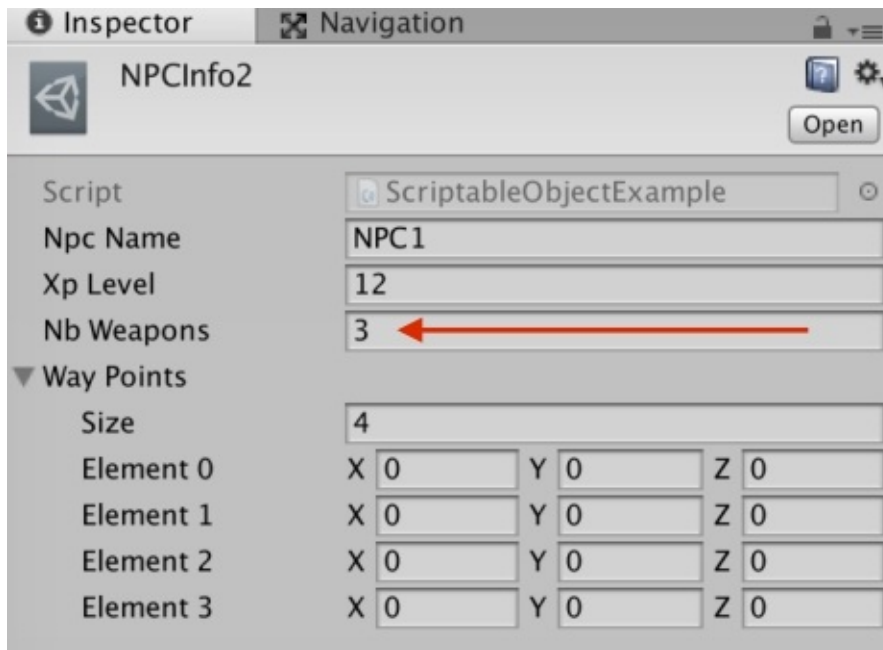 Inspector Navigation
NPCInfo2
Open
Script ScriptableObjectExample
Npc Name NPC1
Xp Level 12
Nb Weapons 3
Way Points
Size 4
Element 0 X 0 Y 0 Z 0
Element 1 X 0 Y 0 Z 0
Element 2 X 0 Y 0 Z 0
Element 3 X 0 Y 0 Z 0